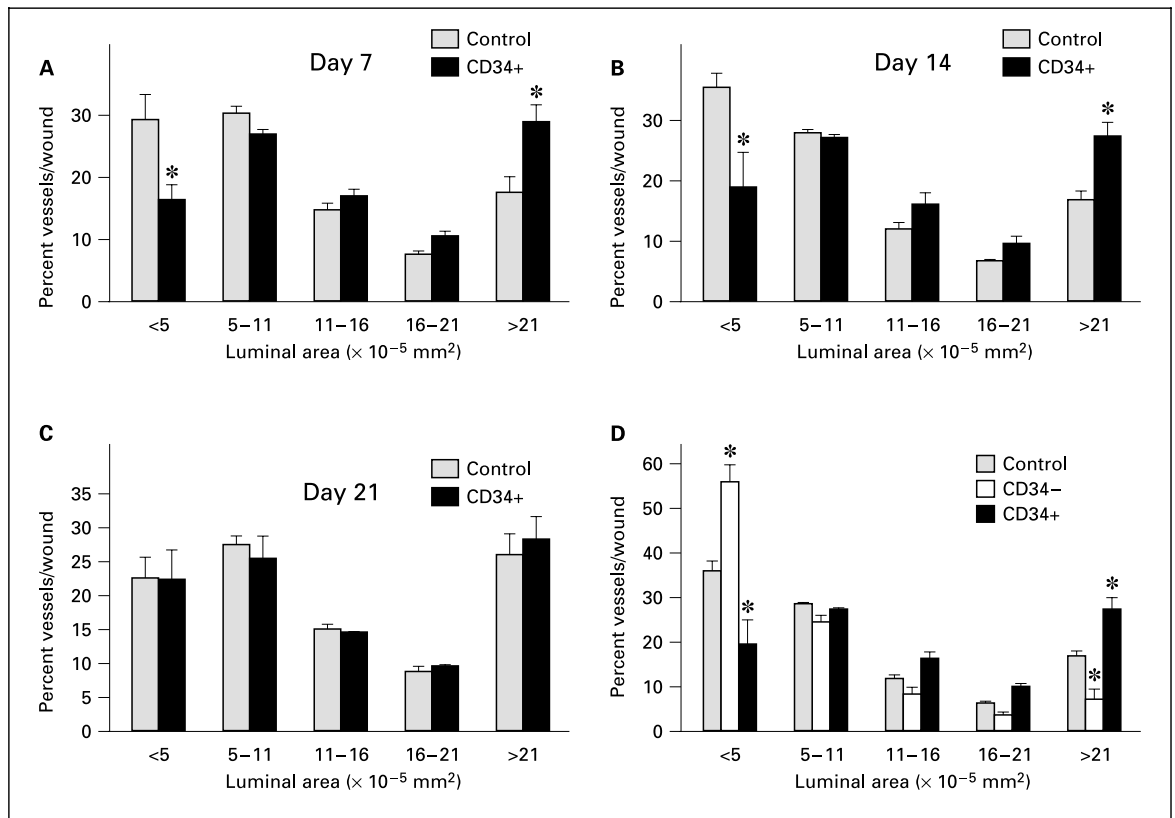 A
Day 7
Control
CD34+
Percent vessels/wound
30
20
10
0
*
*
<5 5–11 11–16 16–21 >21
Luminal area (× 10⁻⁵ mm²)
B
Day 14
Control
CD34+
Percent vessels/wound
30
20
10
0
*
*
<5 5–11 11–16 16–21 >21
Luminal area (× 10⁻⁵ mm²)
C
Day 21
Control
CD34+
Percent vessels/wound
35
30
25
20
15
10
5
0
<5 5–11 11–16 16–21 >21
Luminal area (× 10⁻⁵ mm²)
D
Control
CD34–
CD34+
Percent vessels/wound
60
50
40
30
20
10
0
*
*
*
*
<5 5–11 11–16 16–21 >21
Luminal area (× 10⁻⁵ mm²)